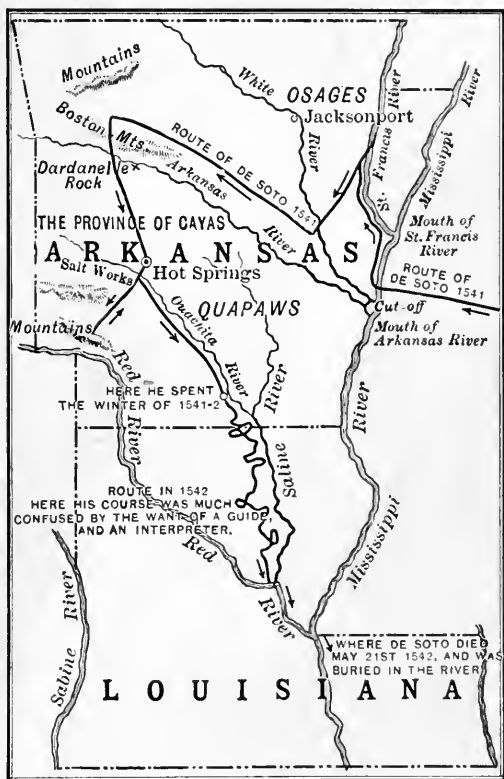 Mountains
White
River
OSAGES
Jacksonport
St. Francis River
Mississippi
River
Boston Mts.
ROUTE OF DE SOTO 1541
Dardanelle
Rock
Arkansas
River
Mouth of
St. Francis
River
THE PROVINCE OF CAYAS
ARKANSAS
ROUTE OF
DE SOTO 1541
Salt Works
Hot Springs
Cut-off
Mouth of
Arkansas River
QUAPAWS
Ouachita
River
River
Mountains
Red
River
HERE HE SPENT
THE WINTER OF 1541-2
River
Saline
ROUTE IN 1542
HERE HIS COURSE WAS MUCH
CONFUSED BY THE WANT OF A GUIDE,
AND AN INTERPRETER.
Red
River
Mississippi
Sabine River
WHERE DE SOTO DIED
MAY 21ST 1542, AND WAS
BURIED IN THE RIVER
LOUISIANA